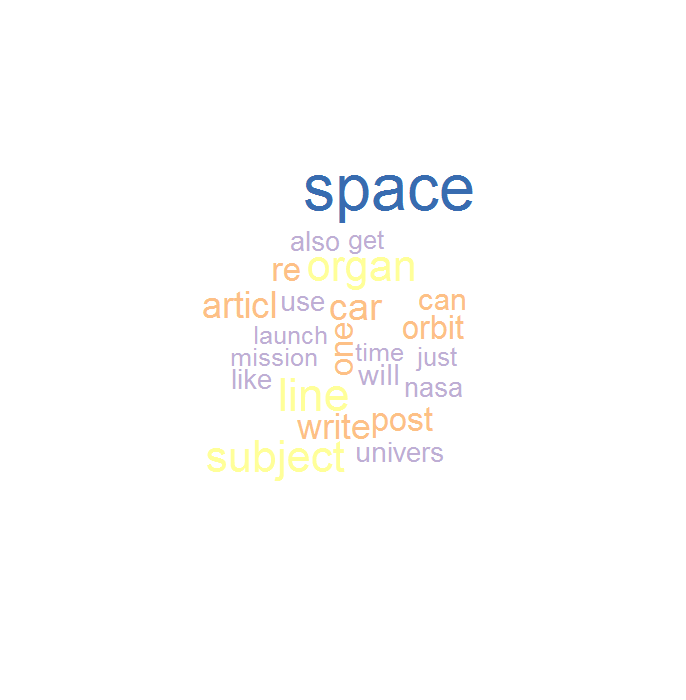 space
also get
re organ
articl use car can
orbit
launch one
mission time just
like will nasa
line
write post
subject univers